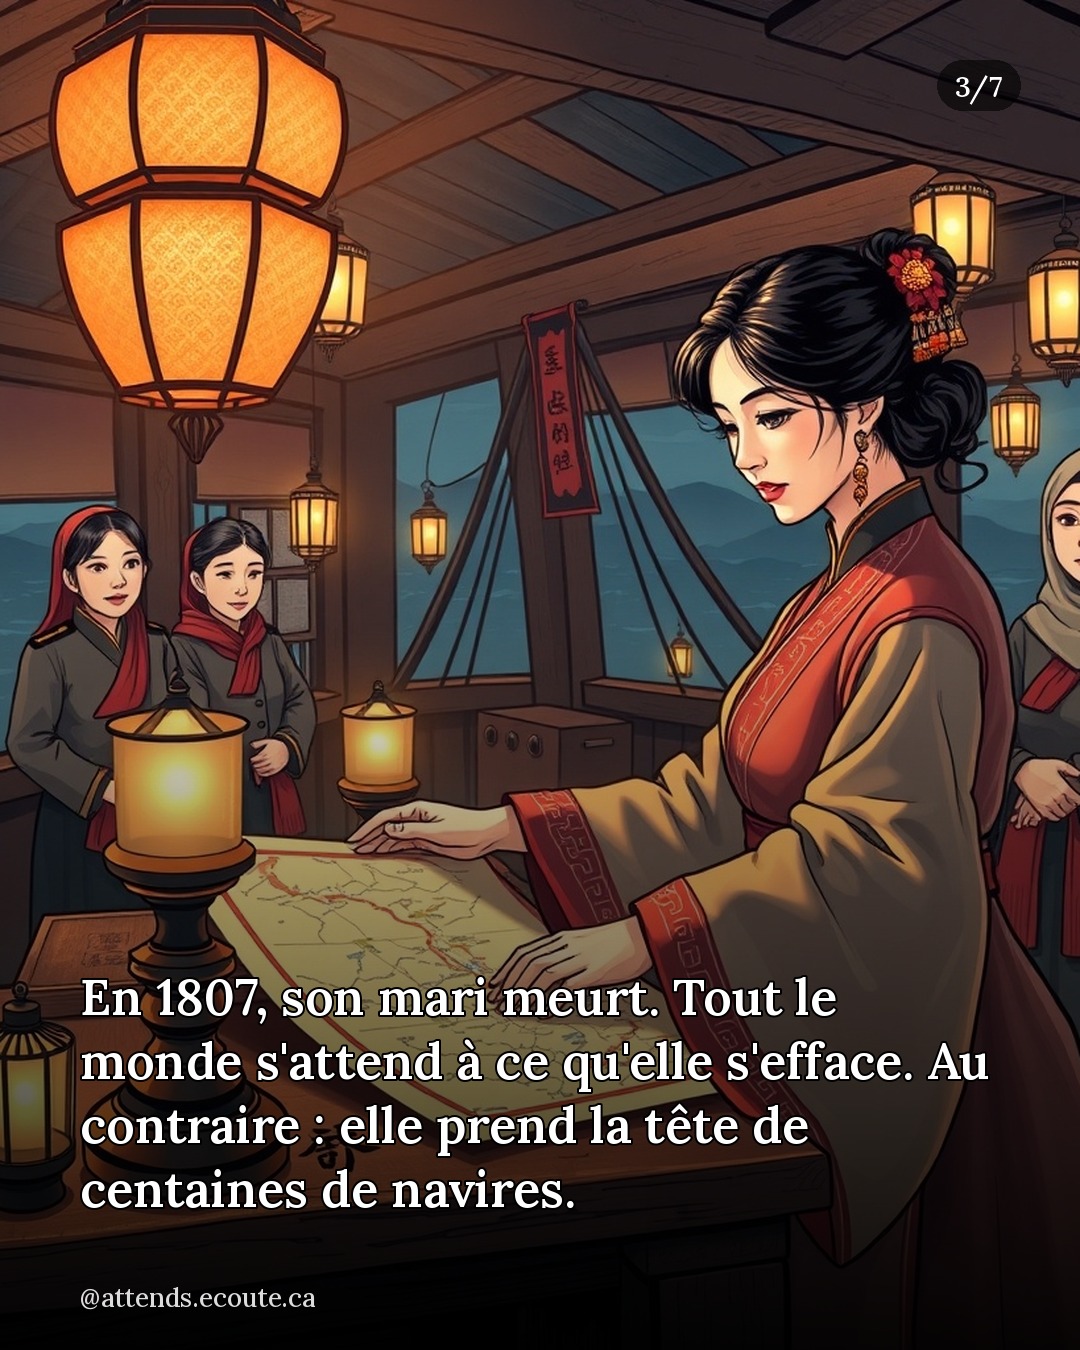 3/7
En 1807, son mari meurt. Tout le
monde s'attend à ce qu'elle s'efface. Au
contraire : elle prend la tête de
centaines de navires.
@attends.ecoute.ca